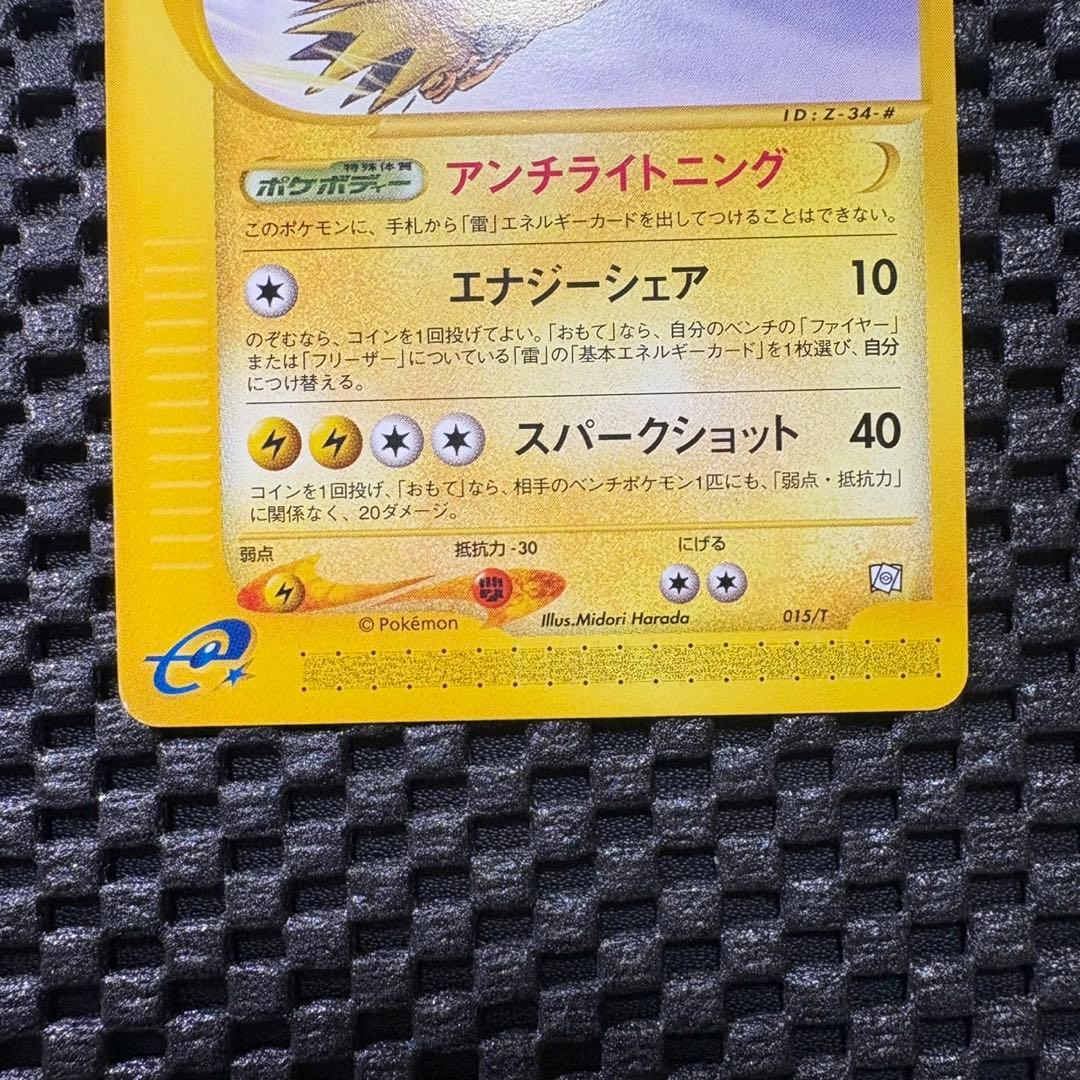 ID:Z-34-#
特殊体質
ポケボディー アンチライトニング
このポケモンに、手札から「雷」エネルギーカードを出してつけることはできない。
エナジーシェア 10
のぞむなら、コインを1回投げてよい。「おもて」なら、自分のベンチの「ファイヤー」
または「フリーザー」についている「雷」の「基本エネルギーカード」を1枚選び、自分
につけ替える。
スパークショット 40
コインを1回投げ、「おもて」なら、相手のベンチポケモン1匹にも、「弱点・抵抗力」
に関係なく、20ダメージ。
弱点 抵抗力 -30 にげる
© Pokémon Illus.Midori Harada 015/T
e